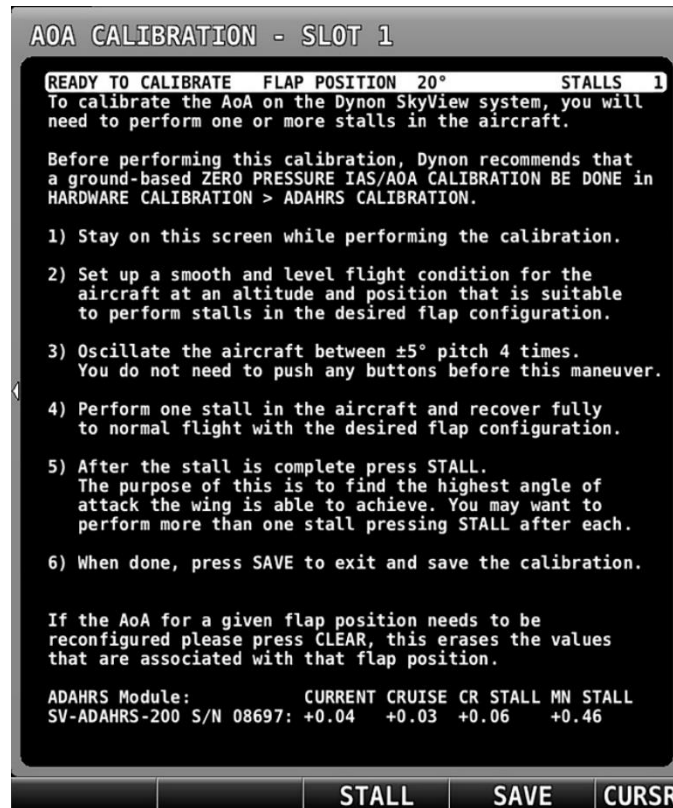 AOA CALIBRATION - SLOT 1
READY TO CALIBRATE FLAP POSITION 20° STALLS 1
To calibrate the AoA on the Dynon SkyView system, you will
need to perform one or more stalls in the aircraft.
Before performing this calibration, Dynon recommends that
a ground-based ZERO PRESSURE IAS/AOA CALIBRATION BE DONE in
HARDWARE CALIBRATION > ADAHRS CALIBRATION.
1) Stay on this screen while performing the calibration.
2) Set up a smooth and level flight condition for the
aircraft at an altitude and position that is suitable
to perform stalls in the desired flap configuration.
3) Oscillate the aircraft between ±5° pitch 4 times.
You do not need to push any buttons before this maneuver.
4) Perform one stall in the aircraft and recover fully
to normal flight with the desired flap configuration.
5) After the stall is complete press STALL.
The purpose of this is to find the highest angle of
attack the wing is able to achieve. You may want to
perform more than one stall pressing STALL after each.
6) When done, press SAVE to exit and save the calibration.
If the AoA for a given flap position needs to be
reconfigured please press CLEAR, this erases the values
that are associated with that flap position.
ADAHRS Module: CURRENT CRUISE CR STALL MN STALL
SV-ADAHRS-200 S/N 08697: +0.04 +0.03 +0.06 +0.46
STALL SAVE CURSR